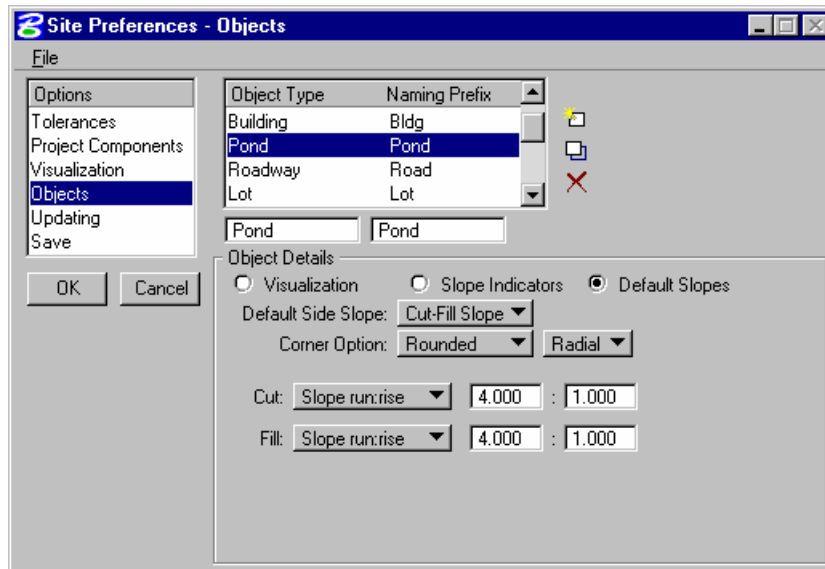 Site Preferences - Objects
File
Options
Tolerances
Project Components
Visualization
Objects
Updating
Save
OK Cancel
Object Type Naming Prefix
Building Bldg
Pond Pond
Roadway Road
Lot Lot
Pond Pond
Object Details
Visualization Slope Indicators Default Slopes
Default Side Slope: Cut-Fill Slope
Corner Option: Rounded Radial
Cut: Slope run:rise 4.000 : 1.000
Fill: Slope run:rise 4.000 : 1.000